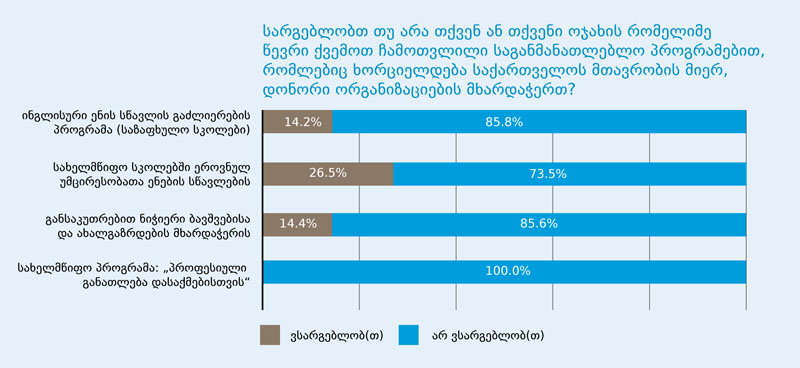 სარგებლობთ თუ არა თქვენ ან თქვენი ოჯახის რომელიმე
წევრი ქვემოთ ჩამოთვლილი საგანმანათლებლო პროგრამებით,
რომლებიც ხორციელდება საქართველოს მთავრობის მიერ,
დონორი ორგანიზაციების მხარდაჭერთ?
ინგლისური ენის სწავლის გაძლიერების
პროგრამა (საზაფხულო სკოლები)
14.2%
85.8%
სახელმწიფო სკოლებში ეროვნულ
უმცირესობათა ენების სწავლების
26.5%
73.5%
განსაკუთრებით ნიჭიერი ბავშვებისა
და ახალგაზრდების მხარდაჭერის
14.4%
85.6%
სახელმწიფო პროგრამა: „პროფესიული
განათლება დასაქმებისთვის“
100.0%
ვსარგებლობ(თ)
არ ვსარგებლობ(თ)